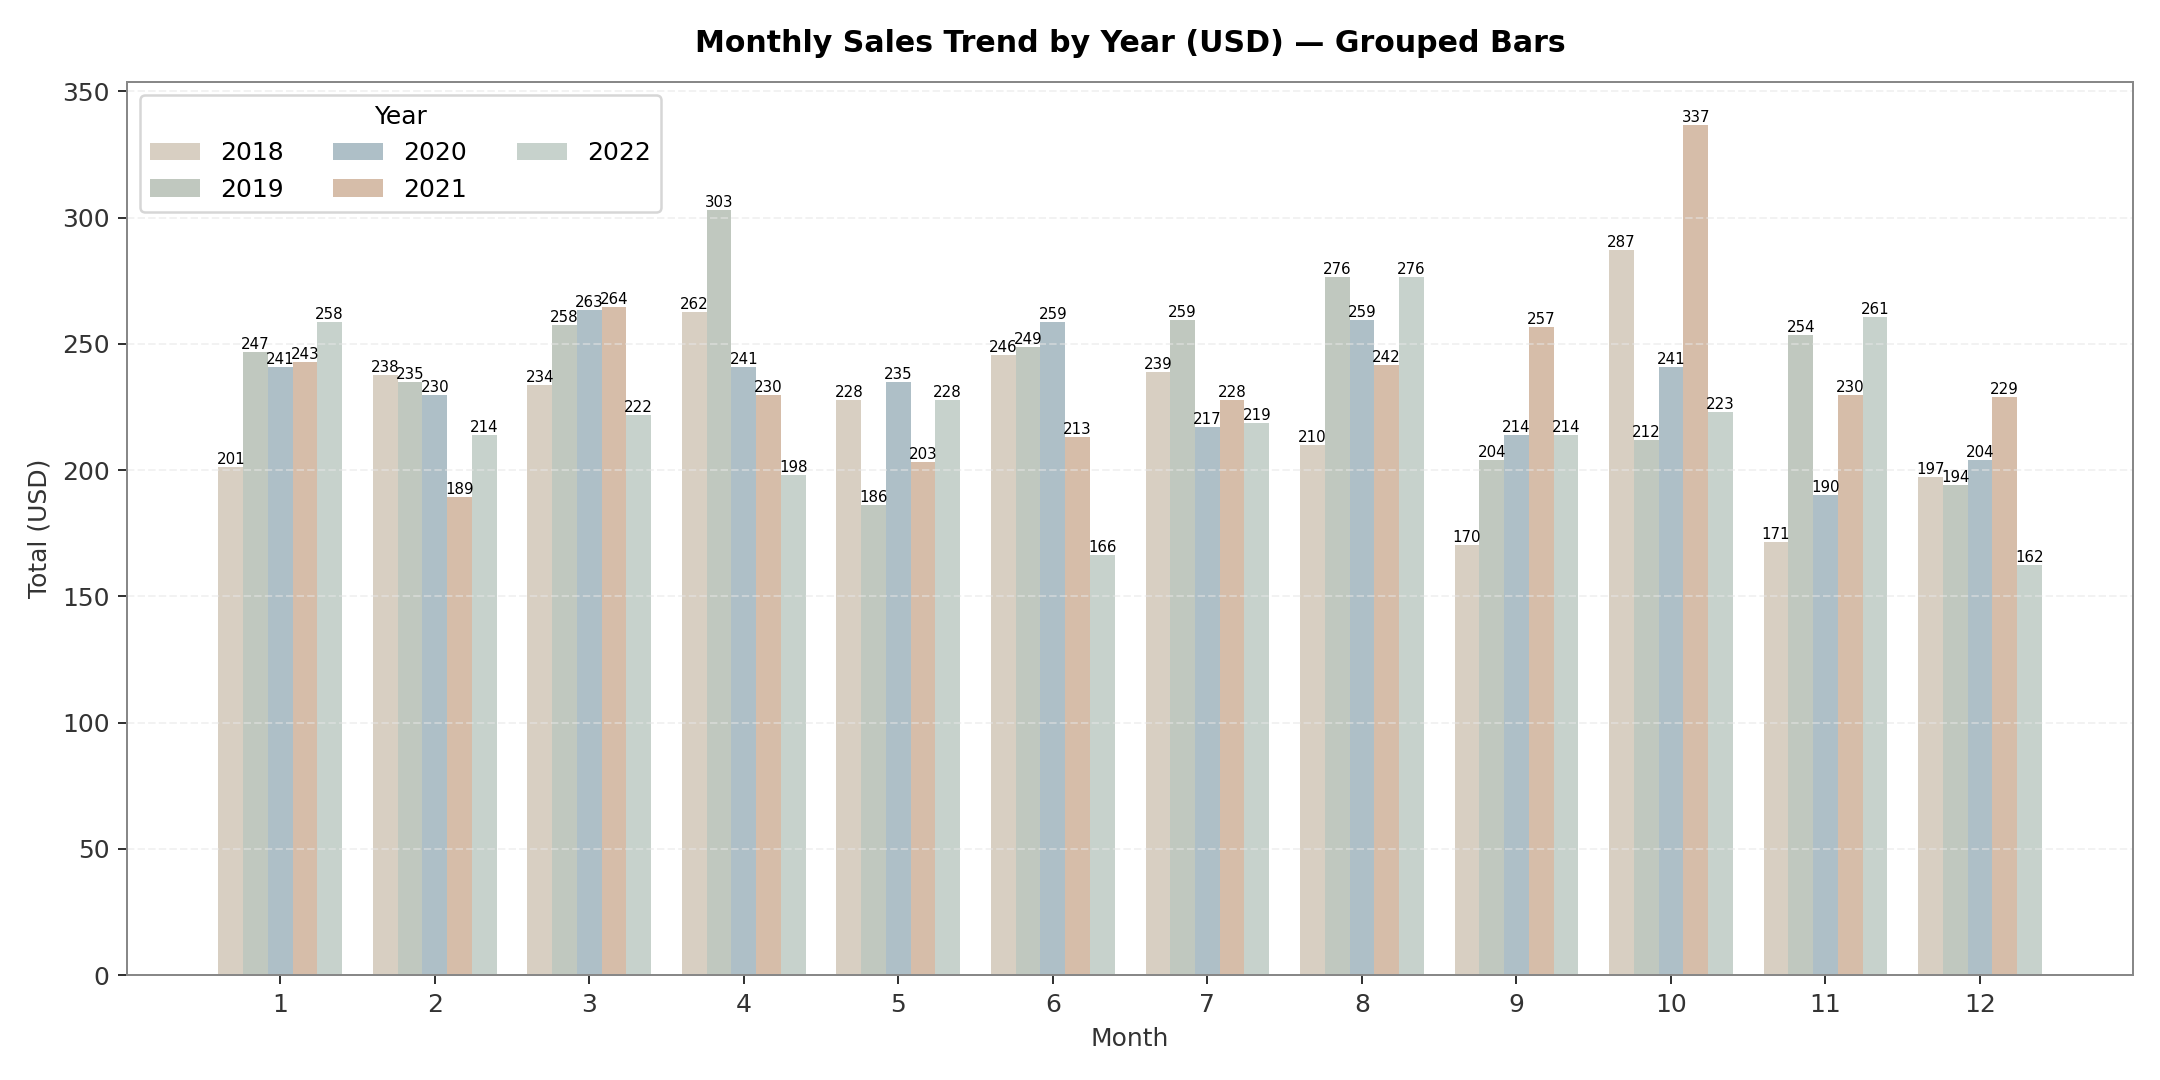 Monthly Sales Trend by Year (USD) — Grouped Bars
Year
2018 2020 2022
2019 2021
Total (USD)
350
300
250
200
150
100
50
0
201 247 241 243 258
238 235 230 189 214
234 258 263 264 222
262 303 241 230 198
228 186 235 203 228
246 249 259 213 166
239 259 217 228 219
210 276 259 242 276
170 204 214 257 214
287 212 241 337 223
171 254 190 230 261
197 194 204 229 162
1 2 3 4 5 6 7 8 9 10 11 12
Month